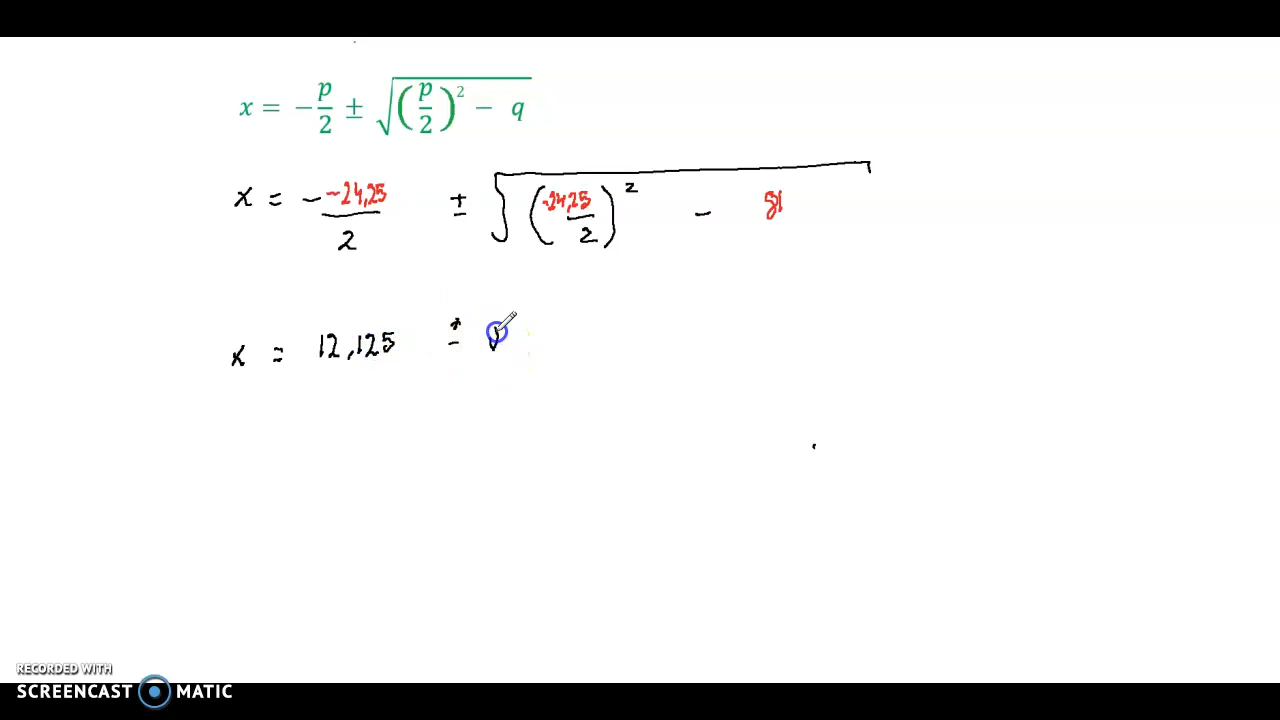 x = −p/2 ± √((p/2)² − q)
x = −-24,25/2 ± √((-24,25/2)² − 81
x = 12,125 ± √
RECORDED WITH
SCREENCAST MATIC